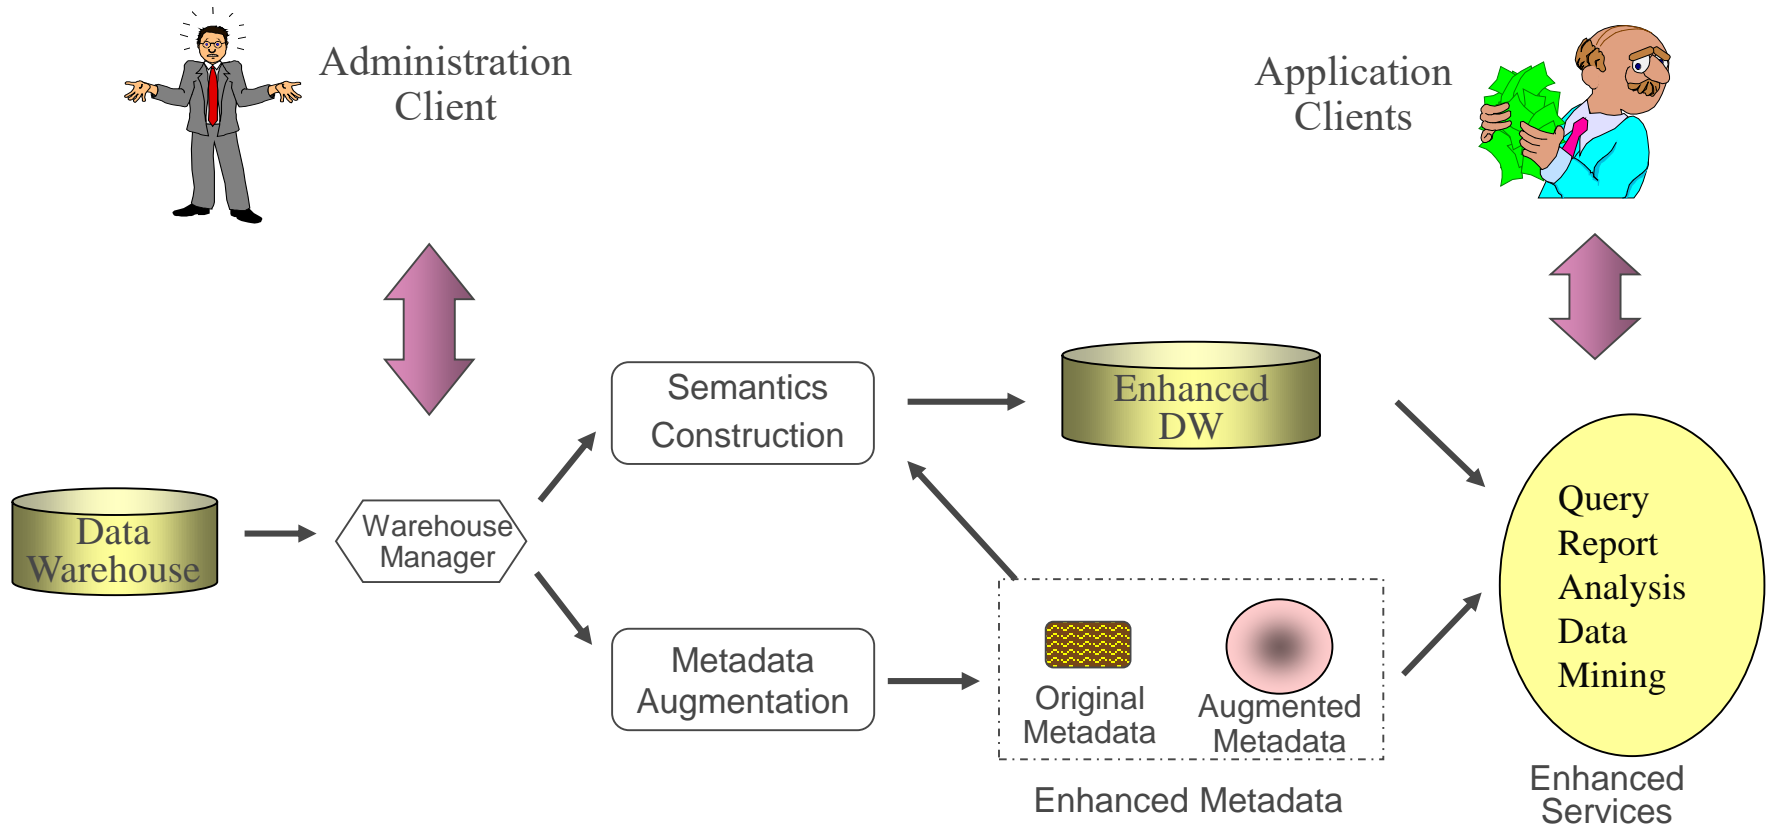 Administration
Client
Application
Clients
Semantics
Construction
Enhanced
DW
Data
Warehouse
Warehouse
Manager
Query
Report
Analysis
Data
Mining
Metadata
Augmentation
Original
Metadata
Augmented
Metadata
Enhanced Metadata
Enhanced
Services